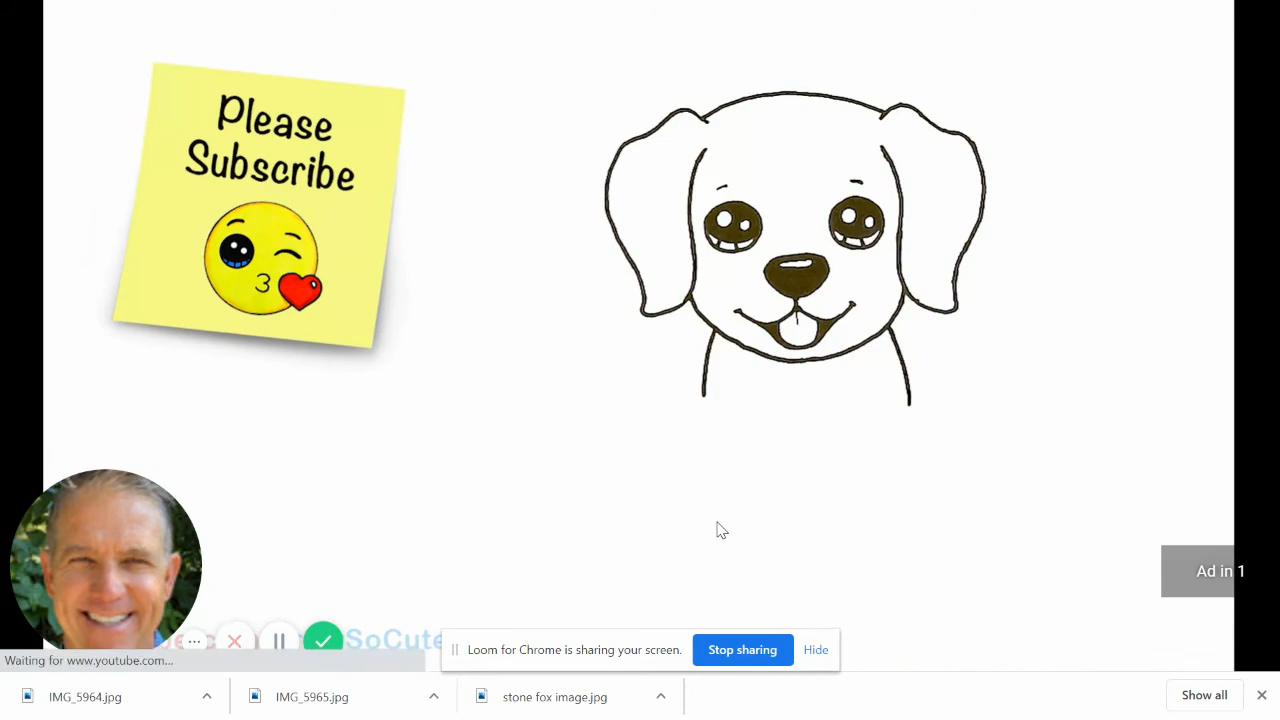 Please
Subscribe
Ad in 1
SoCute
Loom for Chrome is sharing your screen.
Stop sharing
Hide
Waiting for www.youtube.com...
IMG_5964.jpg
IMG_5965.jpg
stone fox image.jpg
Show all